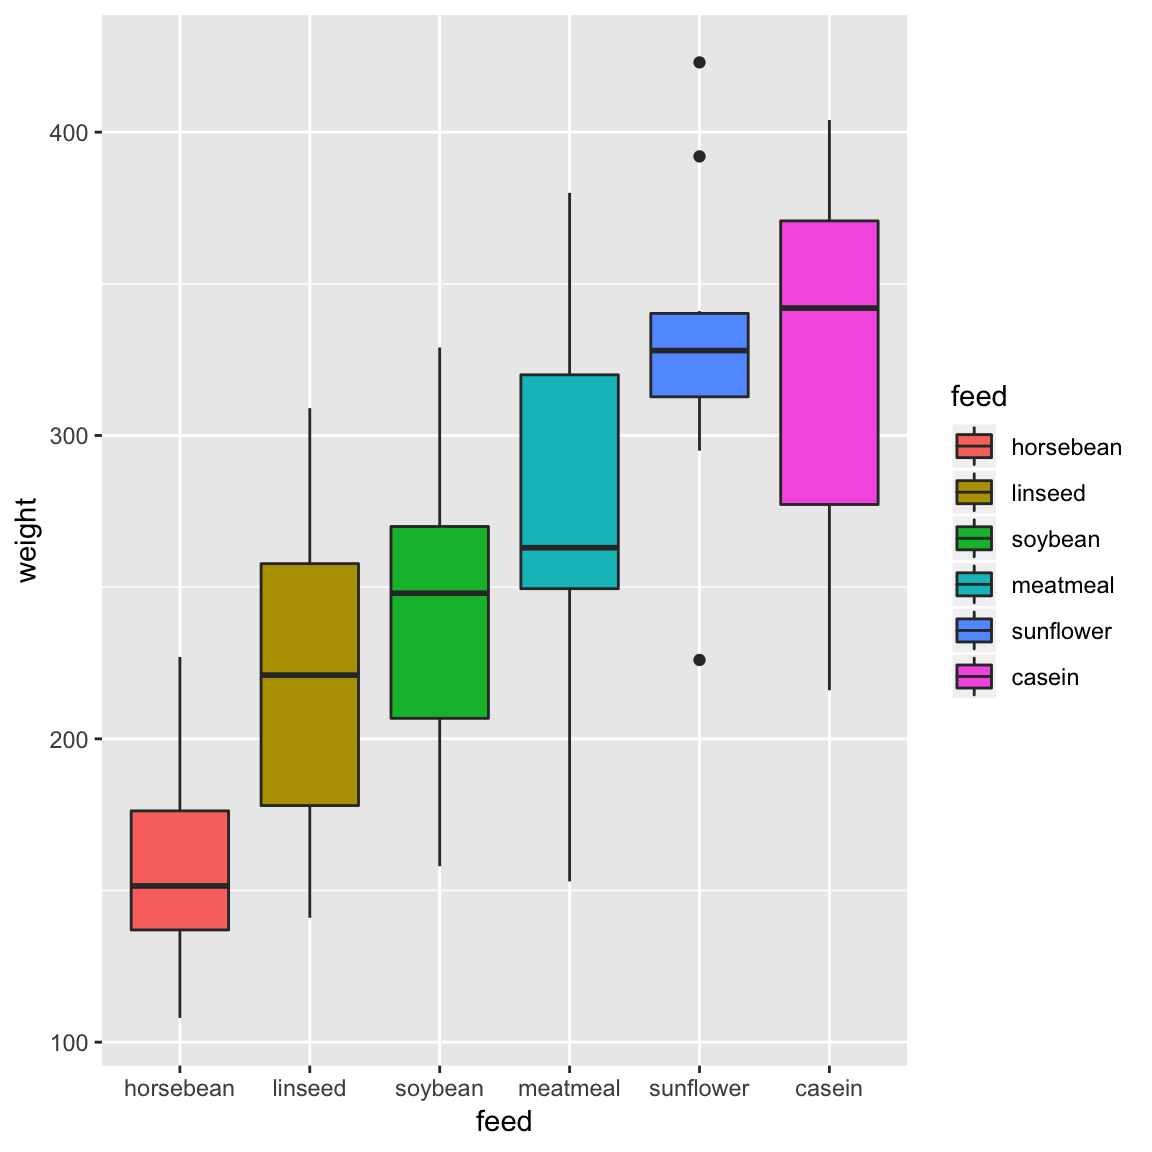 weight
400
300
200
100
horsebean linseed soybean meatmeal sunflower casein
feed
feed
horsebean
linseed
soybean
meatmeal
sunflower
casein